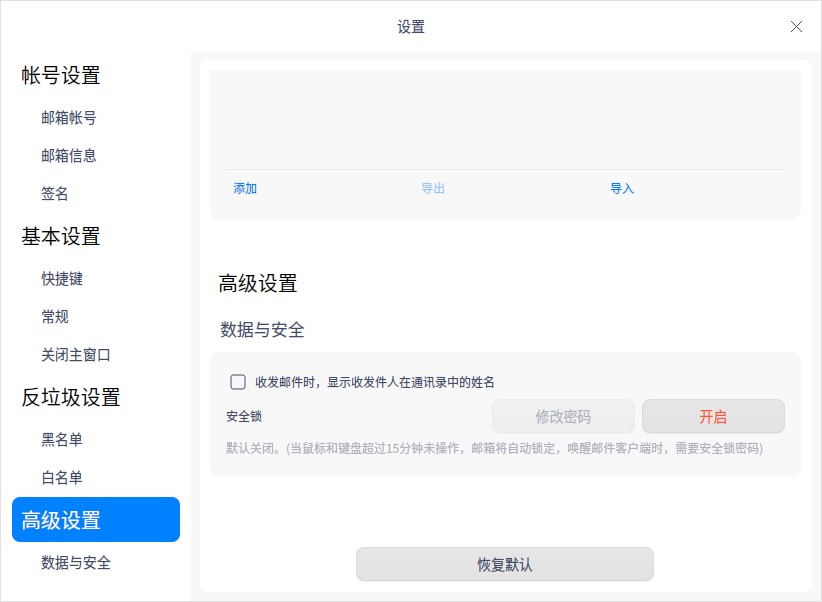 设置
帐号设置
邮箱帐号
邮箱信息
签名
基本设置
快捷键
常规
关闭主窗口
反垃圾设置
黑名单
白名单
高级设置
数据与安全
添加 导出 导入
高级设置
数据与安全
收发邮件时，显示收发件人在通讯录中的姓名
安全锁 修改密码 开启
默认关闭。(当鼠标和键盘超过15分钟未操作，邮箱将自动锁定，唤醒邮件客户端时，需要安全锁密码)
恢复默认